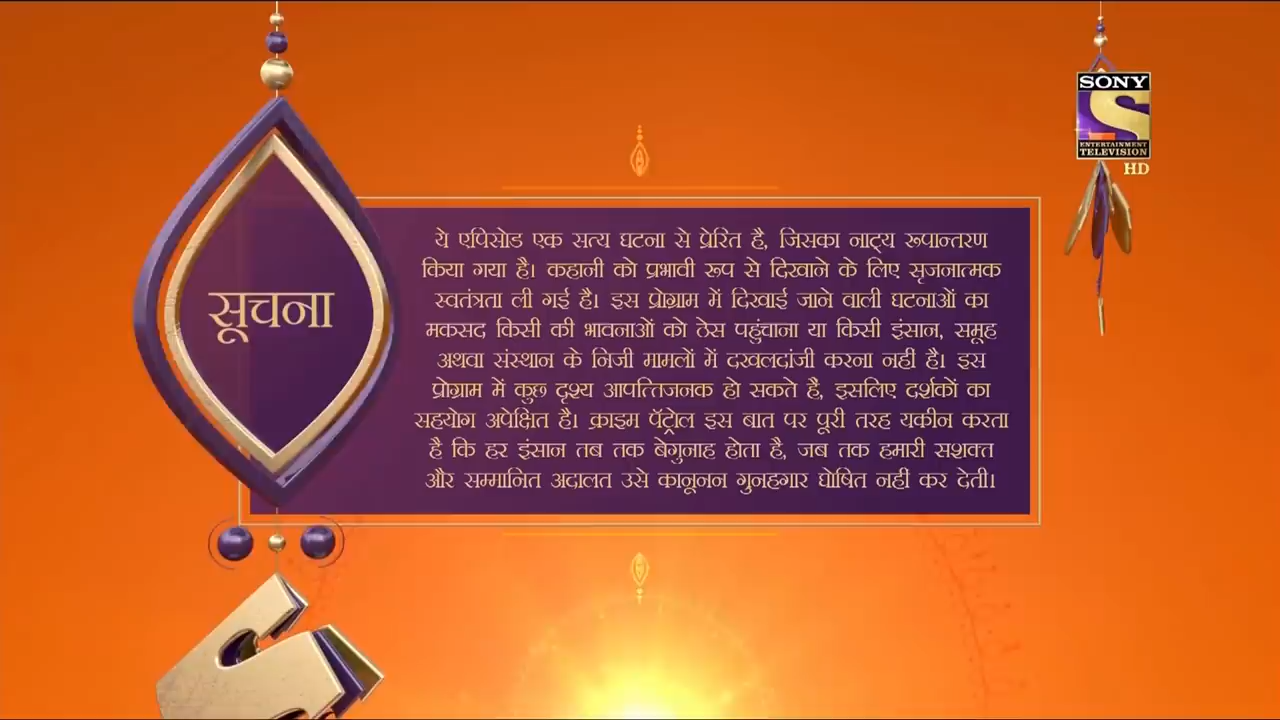 सूचना
ये एपिसोड एक सत्य घटना से प्रेरित है, जिसका नाट्य रूपान्तरण
किया गया है। कहानी को प्रभावी रूप से दिखाने के लिए सृजनात्मक
स्वतंत्रता ली गई है। इस प्रोग्राम में दिखाई जाने वाली घटनाओं का
मकसद किसी की भावनाओं को ठेस पहुंचाना या किसी इंसान, समूह
अथवा संस्थान के निजी मामलों में दखलदांजी करना नहीं है। इस
प्रोग्राम में कुछ दृश्य आपत्तिजनक हो सकते हैं, इसलिए दर्शकों का
सहयोग अपेक्षित है। क्राइम पॅट्रोल इस बात पर पूरी तरह यकीन करता
है कि हर इंसान तब तक बेगुनाह होता है, जब तक हमारी सशक्त
और सम्मानित अदालत उसे कानूनन गुनहगार घोषित नहीं कर देती।
SONY
ENTERTAINMENT
TELEVISION
HD